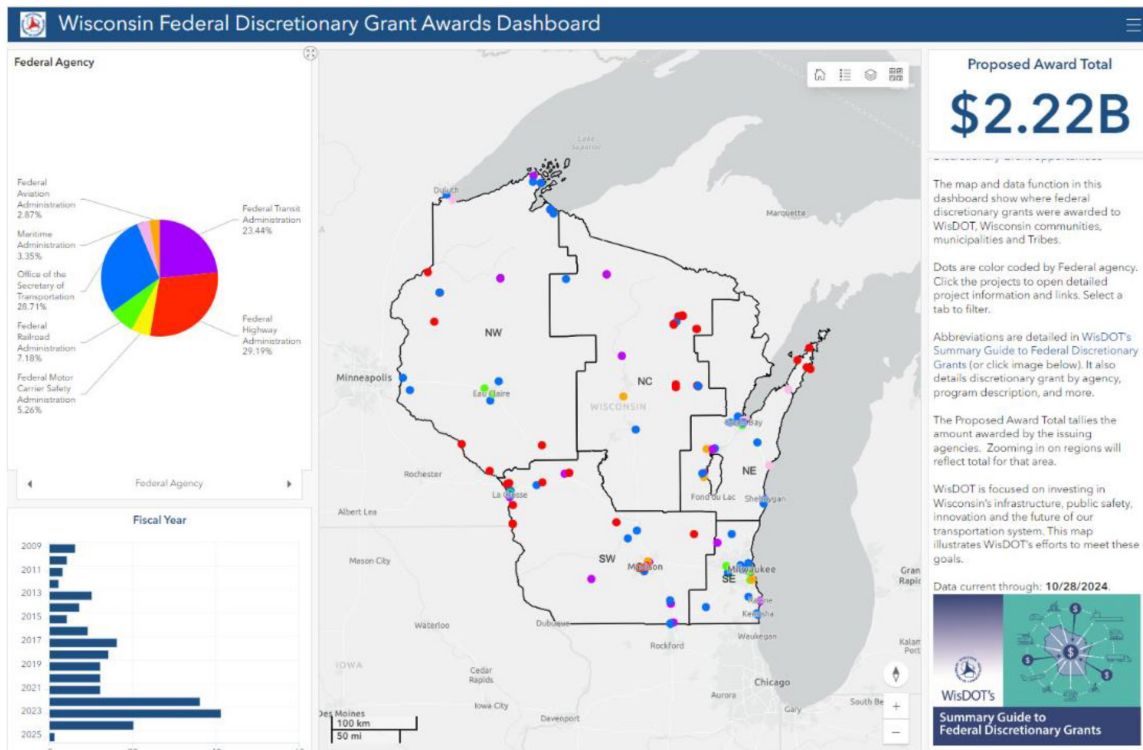 Wisconsin Federal Discretionary Grant Awards Dashboard
Federal Agency
Federal
Aviation
Administration
2.87%
Maritime
Administration
3.35%
Office of the
Secretary of
Transportation
28.71%
Federal
Railroad
Administration
7.18%
Federal Motor
Carrier Safety
Administration
5.26%
Federal Transit
Administration
23.44%
Federal
Highway
Administration
29.19%
Federal Agency
Fiscal Year
2009
2011
2013
2015
2017
2019
2021
2023
2025
Lake
Superior
Duluth
Marquette
NW
Minneapolis
Eau Claire
NC
WISCONSIN
Green Bay
NE
Rochester
La Crosse
Fond du Lac
Sheboygan
Albert Lea
SW
Madison
Milwaukee
SE
Mason City
Gran
Rapid
Racine
Kenosha
Waterloo
Dubuque
Rockford
Waukegan
Kalam
Port
IOWA
Cedar
Rapids
Chicago
Iowa City
Aurora
South Be
Gary
Des Moines
Davenport
100 km
50 mi
Proposed Award Total
$2.22B
Discretionary Grant Opportunities
The map and data function in this
dashboard show where federal
discretionary grants were awarded to
WisDOT, Wisconsin communities,
municipalities and Tribes.
Dots are color coded by Federal agency.
Click the projects to open detailed
project information and links. Select a
tab to filter.
Abbreviations are detailed in WisDOT's
Summary Guide to Federal Discretionary
Grants (or click image below). It also
details discretionary grant by agency,
program description, and more.
The Proposed Award Total tallies the
amount awarded by the issuing
agencies. Zooming in on regions will
reflect total for that area.
WisDOT is focused on investing in
Wisconsin's infrastructure, public safety,
innovation and the future of our
transportation system. This map
illustrates WisDOT's efforts to meet these
goals.
Data current through: 10/28/2024.
WisDOT's
Summary Guide to
Federal Discretionary Grants